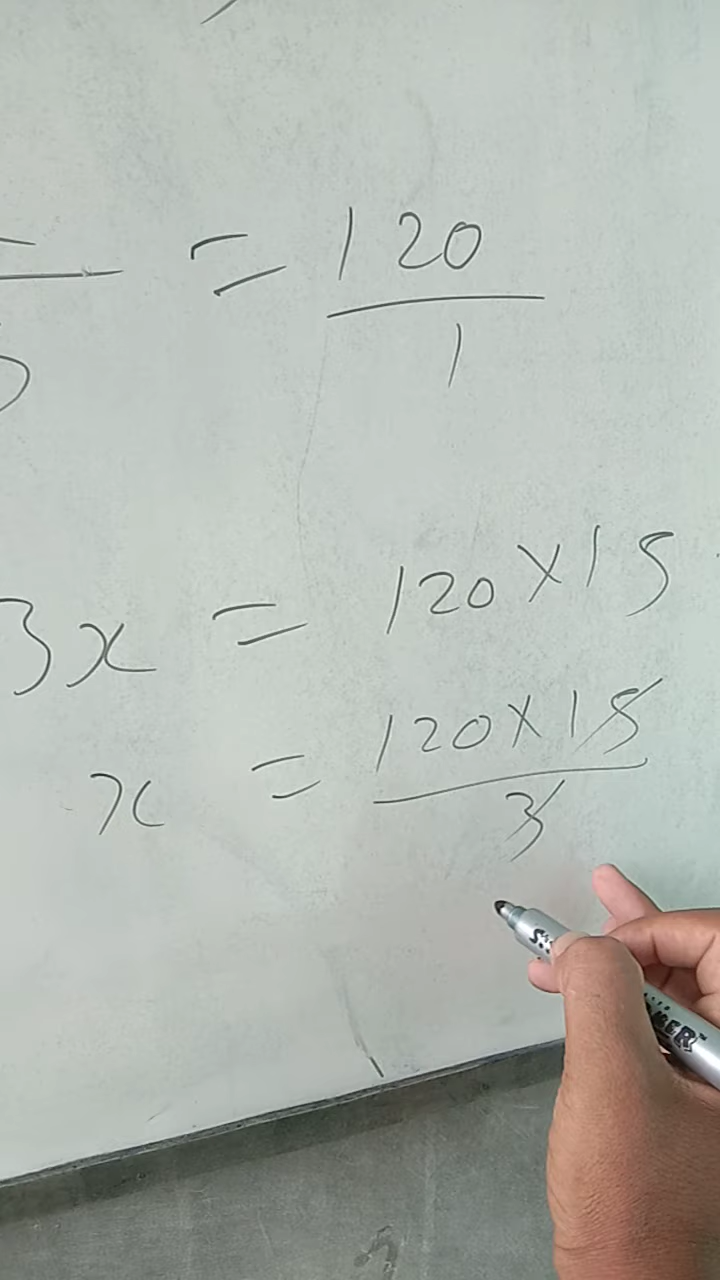 = 120
1
3x = 120 x 15
x = 120 x 15
3